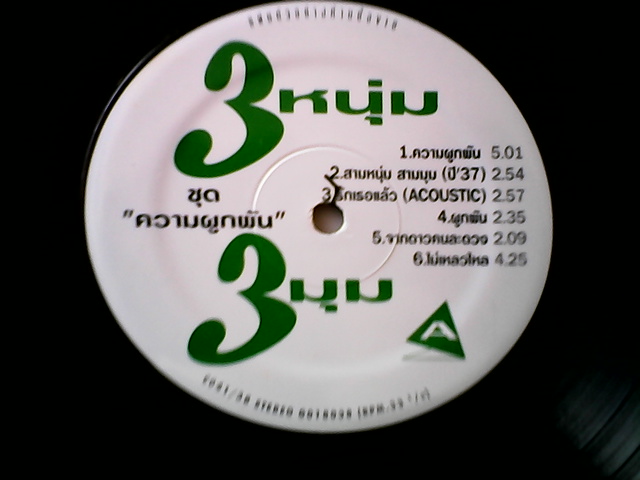 3 หนุ่ม
1.ความผูกพัน 5.01
2.สามหนุ่ม สามมุม (ปี'37) 2.54
3.รักเธอแล้ว (ACOUSTIC) 2.57
4.ผูกพัน 2.35
5.จากดาวคนละดวง 2.09
6.ไม่เหลวไหล 4.25
ชุด
"ความผูกพัน"
3 มุม
A
STEREO